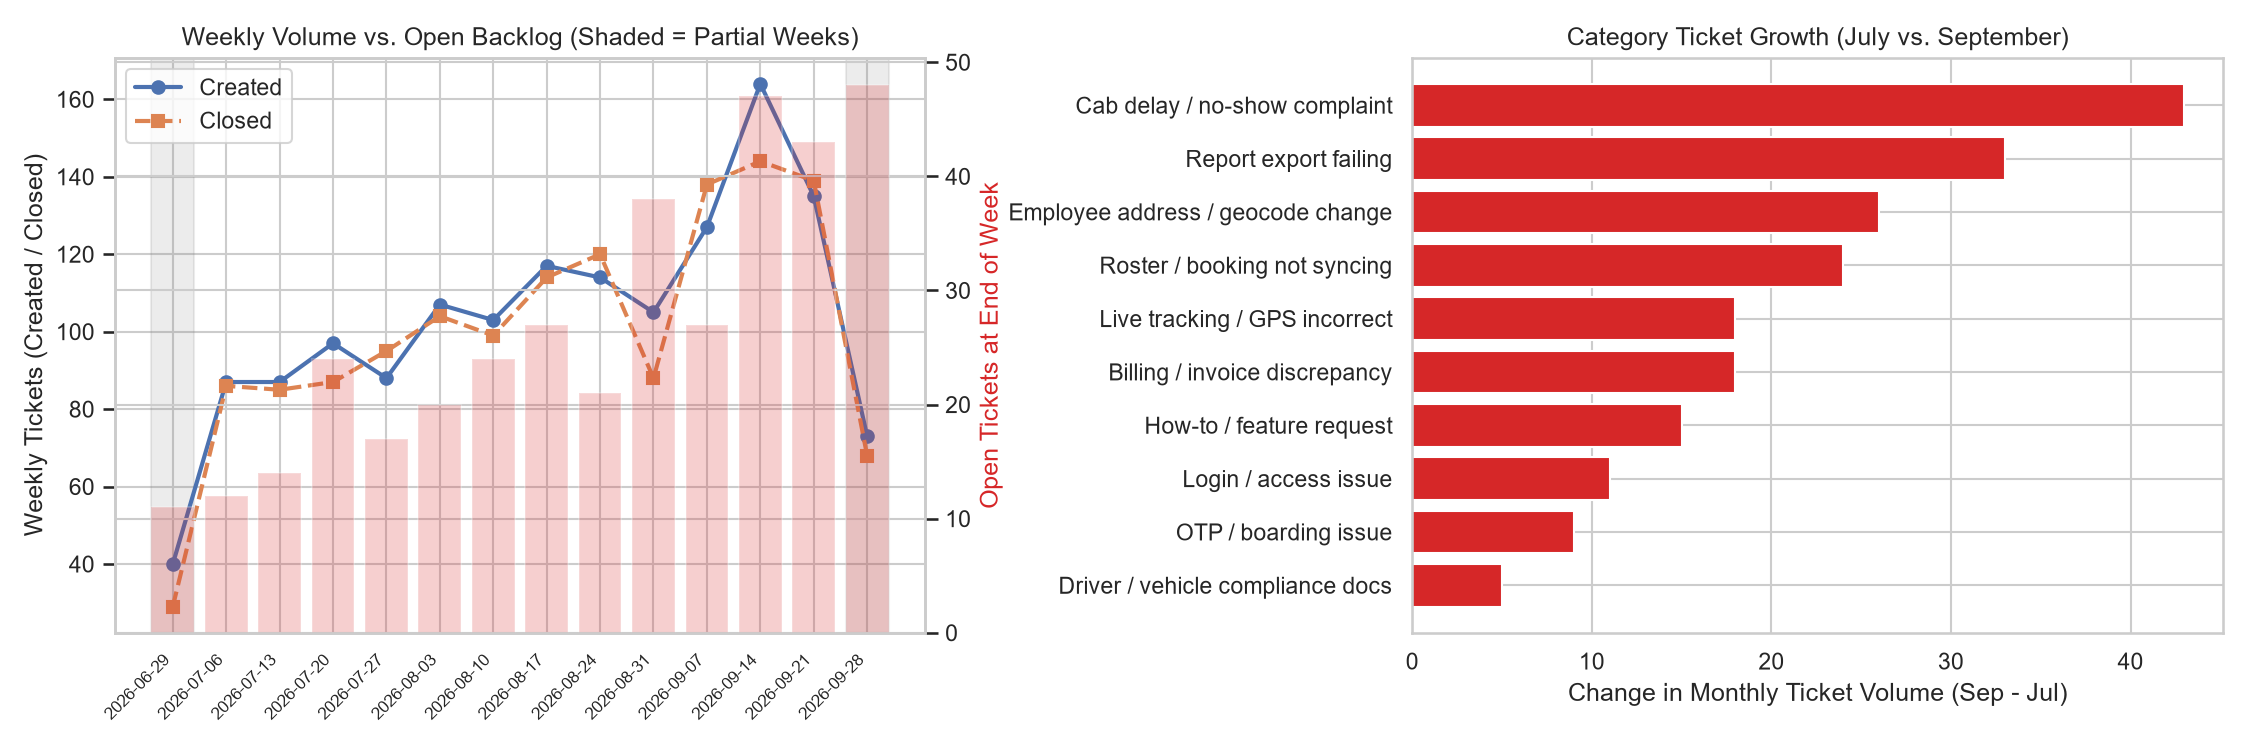 Weekly Volume vs. Open Backlog (Shaded = Partial Weeks)
Created
Closed
Weekly Tickets (Created / Closed)
160
140
120
100
80
60
40
50
40
30
20
10
0
Open Tickets at End of Week
2026-06-29
2026-07-06
2026-07-13
2026-07-20
2026-07-27
2026-08-03
2026-08-10
2026-08-17
2026-08-24
2026-08-31
2026-09-07
2026-09-14
2026-09-21
2026-09-28
Category Ticket Growth (July vs. September)
Cab delay / no-show complaint
Report export failing
Employee address / geocode change
Roster / booking not syncing
Live tracking / GPS incorrect
Billing / invoice discrepancy
How-to / feature request
Login / access issue
OTP / boarding issue
Driver / vehicle compliance docs
0
10
20
30
40
Change in Monthly Ticket Volume (Sep - Jul)